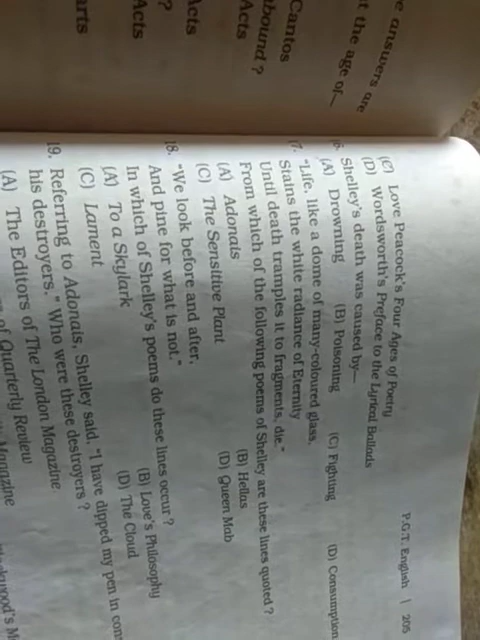 e answers are
t the age of—
Cantos
bound ?
Acts
Acts
?
Acts
arts
P.G.T. English | 205
(C) Love Peacock's Four Ages of Poetry
(D) Wordsworth's Preface to the Lyrical Ballads
16. Shelley's death was caused by—
(A) Drowning (B) Poisoning (C) Fighting (D) Consumption
17. "Life, like a dome of many-coloured glass,
Stains the white radiance of Eternity
Until death tramples it to fragments, die."
From which of the following poems of Shelley are these lines quoted ?
(A) Adonais (B) Hellas
(C) The Sensitive Plant (D) Queen Mab
18. "We look before and after,
And pine for what is not."
In which of Shelley's poems do these lines occur ?
(A) To a Skylark (B) Love's Philosophy
(C) Lament (D) The Cloud
19. Referring to Adonais, Shelley said, "I have dipped my pen in con
his destroyers." Who were these destroyers ?
(A) The Editors of The London Magazine
of Quarterly Review
Magazine